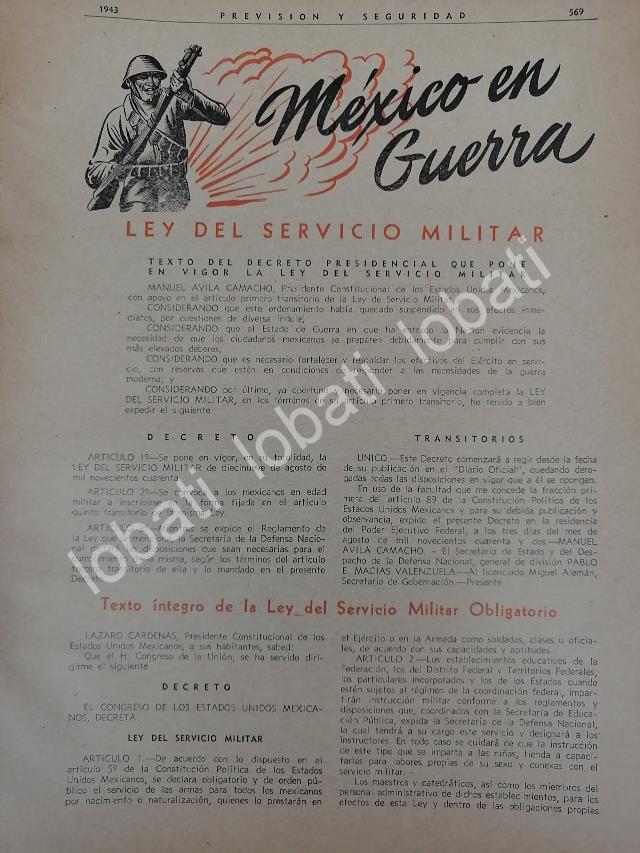 1943
PREVISION Y SEGURIDAD
569
México en
Guerra
LEY DEL SERVICIO MILITAR
TEXTO DEL DECRETO PRESIDENCIAL QUE PONE
EN VIGOR LA LEY DEL SERVICIO MILITAR
MANUEL AVILA CAMACHO, Presidente Constitucional de los Estados Unidos Mexicanos,
con apoyo en el artículo primero transitorio de la Ley de Servicio Militar
CONSIDERANDO que este ordenamiento había quedado suspendido en sus efectos inme-
diatos, por cuestiones de diversa índole;
CONSIDERANDO que el Estado de Guerra en que ha entrado la Nación evidencia la
necesidad de que los ciudadanos mexicanos se preparen debidamente para cumplir con sus
más elevados deberes;
CONSIDERANDO que es necesario fortalecer y respaldar los efectivos del Ejército en servi-
cio, con reservas que estén en condiciones de responder a las necesidades de la guerra
moderna; y
CONSIDERANDO por último, ya oportuno y necesario poner en vigencia completa la LEY
DEL SERVICIO MILITAR, en los términos de su artículo primero transitorio, he tenido a bien
expedir el siguiente
DECRETO
ARTICULO 1º—Se pone en vigor, en su totalidad, la
LEY DEL SERVICIO MILITAR de diecinueve de agosto de
mil novecientos cuarenta.
ARTICULO 2º—Se convoca a los mexicanos en edad
militar a inscribirse en la forma fijada en el artículo
quinto transitorio de la misma Ley.
ARTICULO se expide el Reglamento de
la Ley que la Secretaría de la Defensa Nacio-
nal disposiciones que sean necesarias para el
cumplimiento de la misma, según los términos del artículo
transitorio de ella y lo mandado en el presente
Decreto.
TRANSITORIOS
UNICO.—Este Decreto comenzará a regir desde la fecha
de su publicación en el "Diario Oficial", quedando dero-
gadas todas las disposiciones en vigor que a él se opongan.
En uso de la facultad que me concede la fracción pri-
mera del artículo 89 de la Constitución Política de los
Estados Unidos Mexicanos y para su debida publicación y
observancia, expido el presente Decreto en la residencia
del Poder Ejecutivo Federal, a los tres días del mes de
agosto de mil novecientos cuarenta y dos—MANUEL
AVILA CAMACHO. – El Secretario de Estado y del Des-
pacho de la Defensa Nacional, general de división PABLO
E. MACIAS VALENZUELA—Al licenciado Miguel Alemán,
Secretario de Gobernación.—Presente
Texto íntegro de la Ley del Servicio Militar Obligatorio
LAZARO CARDENAS, Presidente Constitucional de los
Estados Unidos Mexicanos, a sus habitantes, sabed:
Que el H. Congreso de la Unión, se ha servido diri-
girme el siguiente
DECRETO
EL CONGRESO DE LOS ESTADOS UNIDOS MEXICA-
NOS, DECRETA:
LEY DEL SERVICIO MILITAR
ARTICULO 1.—De acuerdo con lo dispuesto en el
artículo 5º de la Constitución Política de los Estados
Unidos Mexicanos, se declara obligatorio y de orden pú-
blico el servicio de las armas para todos los mexicanos
por nacimiento o naturalización, quienes lo prestarán en
el Ejército o en la Armada como soldados, clases u oficia-
les, de acuerdo con sus capacidades y aptitudes.
ARTICULO 2.—Los establecimientos educativos de la
Federación, los del Distrito Federal y Territorios Federales,
los particulares incorporados y los de los Estados cuando
estén sujetos al régimen de la coordinación federal, impar-
tirán instrucción militar conforme a los reglamentos y
disposiciones que, coordinados con la Secretaría de Educa-
ción Pública, expida la Secretaría de la Defensa Nacional,
la cual tendrá a su cargo este servicio y designará a los
instructores. En todo caso se cuidará de que la instrucción
de este tipo que se imparta a las niñas, tienda a capaci-
tarlas para labores propias de su sexo y conexas con el
servicio militar. –
Los maestros y catedráticos, así como los miembros del
personal administrativo de dichos establecimientos, para los
efectos de esta Ley y dentro de las obligaciones propias
lobati lobati lobati lobati lobati